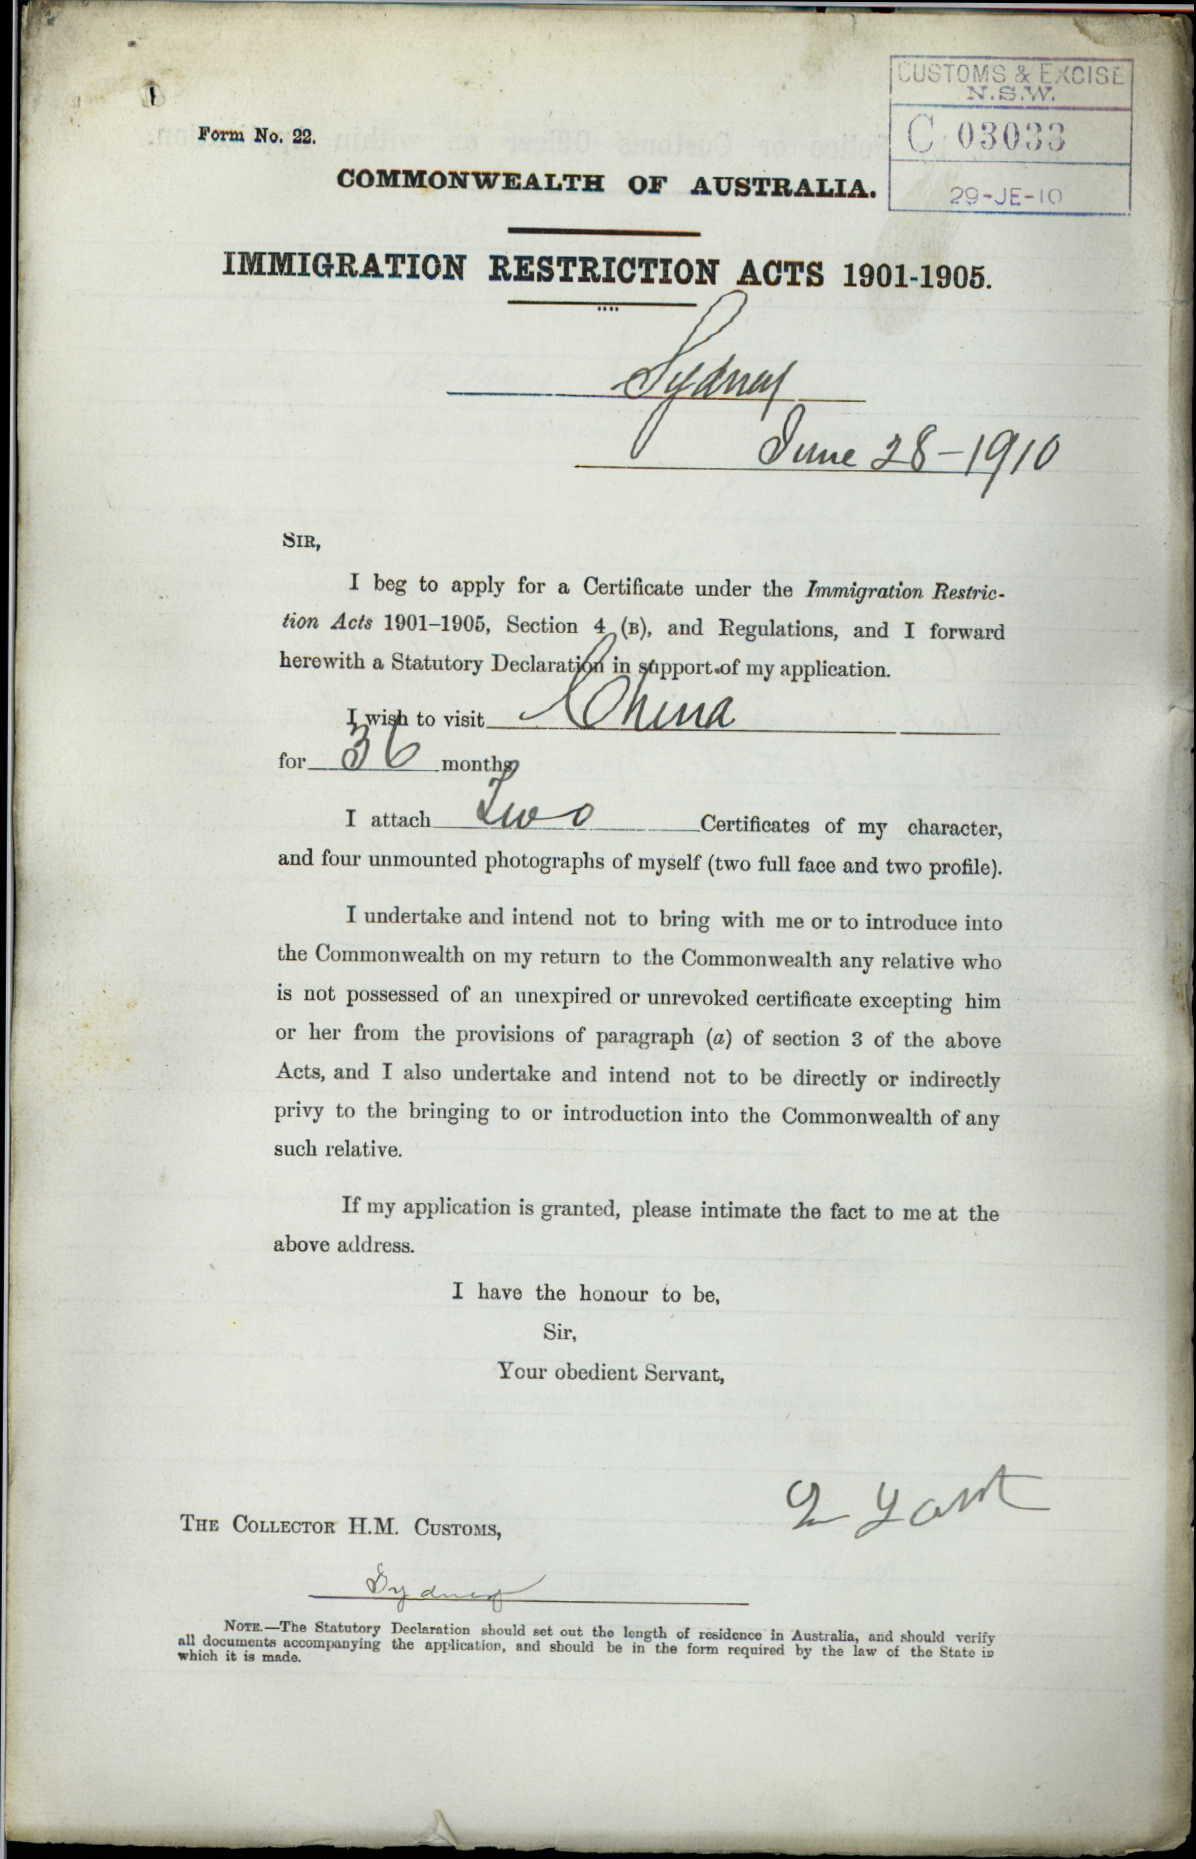 CUSTOMS & EXCISE
N.S.W.
C 03033
29-JE-10
Form No. 22.
COMMONWEALTH OF AUSTRALIA.
IMMIGRATION RESTRICTION ACTS 1901-1905.
Sydney
June 28-1910
SIR,
I beg to apply for a Certificate under the Immigration Restric-
tion Acts 1901–1905, Section 4 (B), and Regulations, and I forward
herewith a Statutory Declaration in support of my application.
I wish to visit China
for 36 months
I attach Two Certificates of my character,
and four unmounted photographs of myself (two full face and two profile).
I undertake and intend not to bring with me or to introduce into
the Commonwealth on my return to the Commonwealth any relative who
is not possessed of an unexpired or unrevoked certificate excepting him
or her from the provisions of paragraph (a) of section 3 of the above
Acts, and I also undertake and intend not to be directly or indirectly
privy to the bringing to or introduction into the Commonwealth of any
such relative.
If my application is granted, please intimate the fact to me at the
above address.
I have the honour to be,
Sir,
Your obedient Servant,
THE COLLECTOR H.M. CUSTOMS,
Sydney
NOTE.—The Statutory Declaration should set out the length of residence in Australia, and should verify
all documents accompanying the application, and should be in the form required by the law of the State in
which it is made.